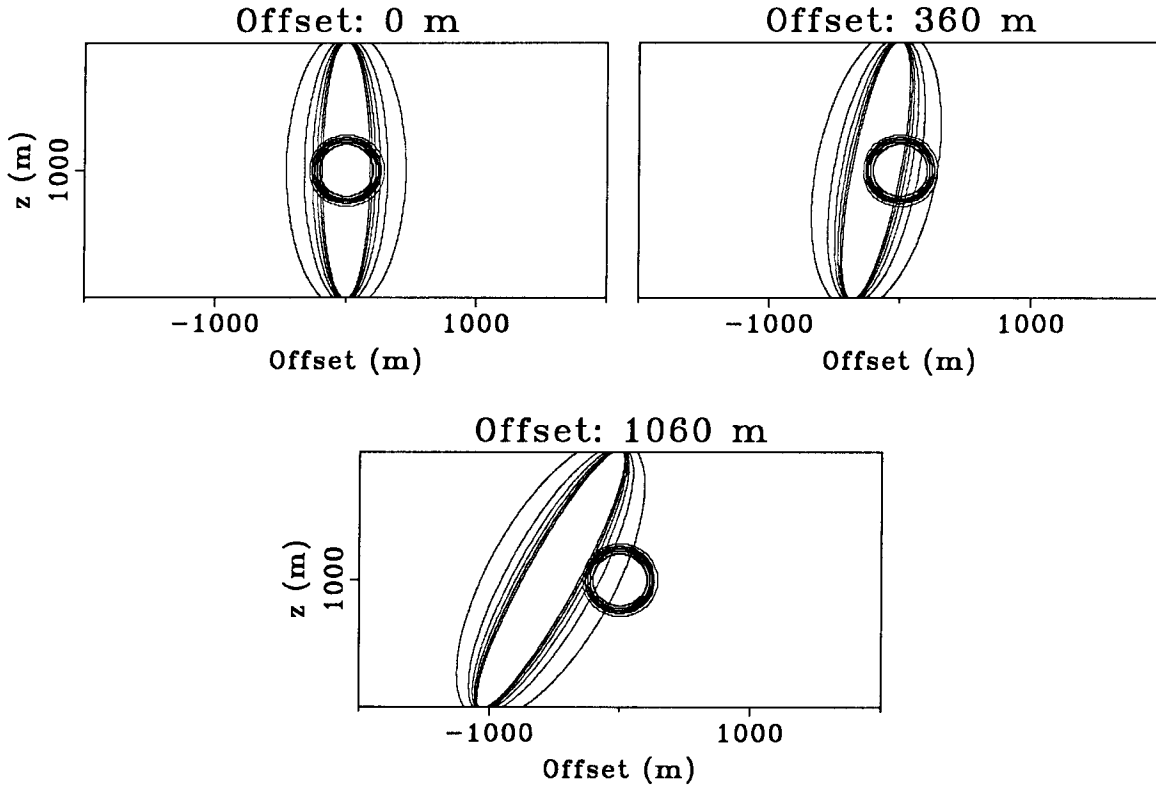 Offset: 0 m
z (m)
1000
-1000
1000
Offset (m)
Offset: 360 m
-1000
1000
Offset (m)
Offset: 1060 m
z (m)
1000
-1000
1000
Offset (m)